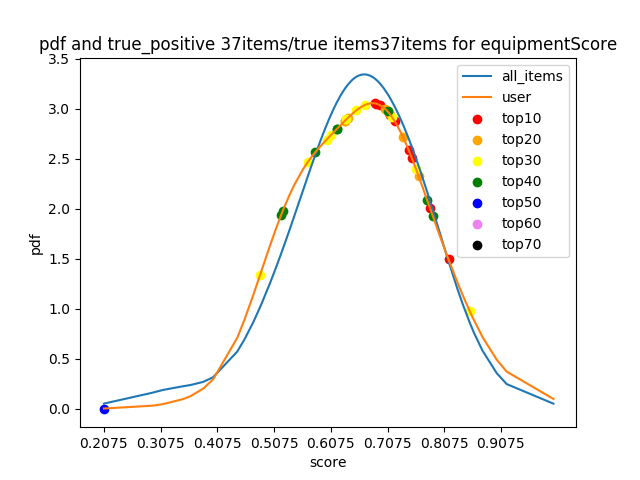 pdf and true_positive 37items/true items37items for equipmentScore
3.5
3.0
2.5
2.0
1.5
1.0
0.5
0.0
pdf
0.2075 0.3075 0.4075 0.5075 0.6075 0.7075 0.8075 0.9075
score
all_items
user
top10
top20
top30
top40
top50
top60
top70